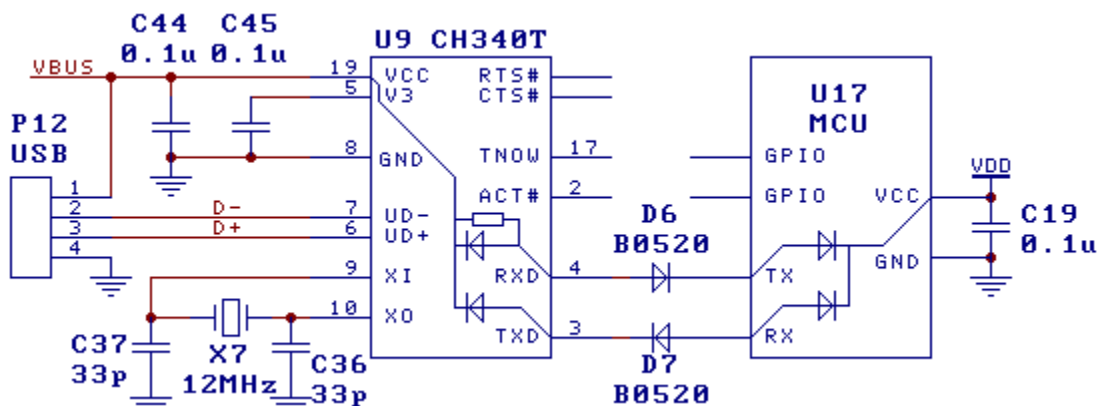 C44 C45
0.1u 0.1u
U9 CH340T
VBUS
19 VCC RTS#
5 V3 CTS#
U17
MCU
P12
USB
8 GND TNOW 17
GPIO
VDD
1
ACT# 2
GPIO
VCC
2 D- 7 UD-
3 D+ 6 UD+
4
D6
B0520
C19
0.1u
GND
9 XI RXD 4
TX
10 XO TXD 3
RX
C37
33p
X7
12MHz
C36
33p
D7
B0520